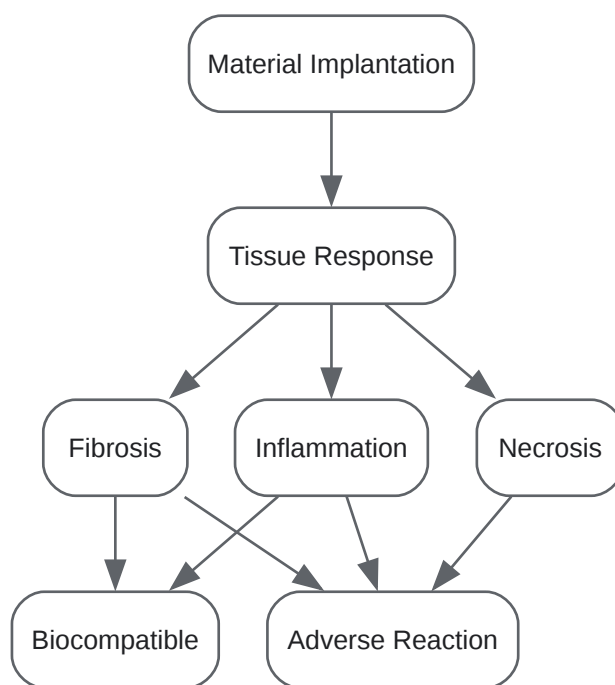 Material Implantation
Tissue Response
Fibrosis
Inflammation
Necrosis
Biocompatible
Adverse Reaction